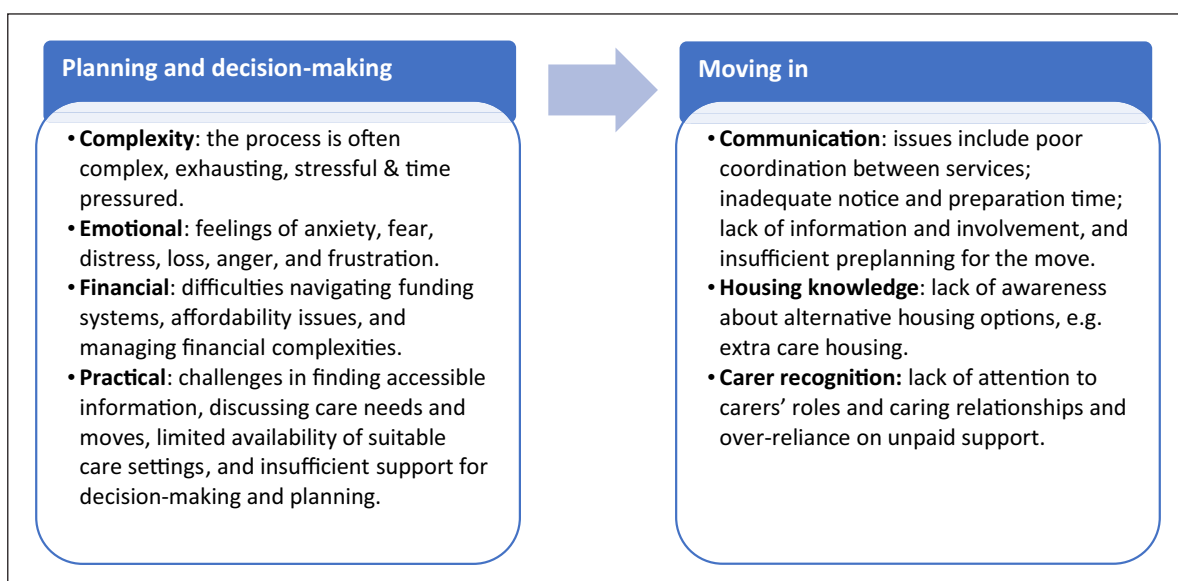 Planning and decision-making
• Complexity: the process is often
complex, exhausting, stressful & time
pressured.
• Emotional: feelings of anxiety, fear,
distress, loss, anger, and frustration.
• Financial: difficulties navigating funding
systems, affordability issues, and
managing financial complexities.
• Practical: challenges in finding accessible
information, discussing care needs and
moves, limited availability of suitable
care settings, and insufficient support for
decision-making and planning.
Moving in
• Communication: issues include poor
coordination between services;
inadequate notice and preparation time;
lack of information and involvement, and
insufficient preplanning for the move.
• Housing knowledge: lack of awareness
about alternative housing options, e.g.
extra care housing.
• Carer recognition: lack of attention to
carers’ roles and caring relationships and
over-reliance on unpaid support.